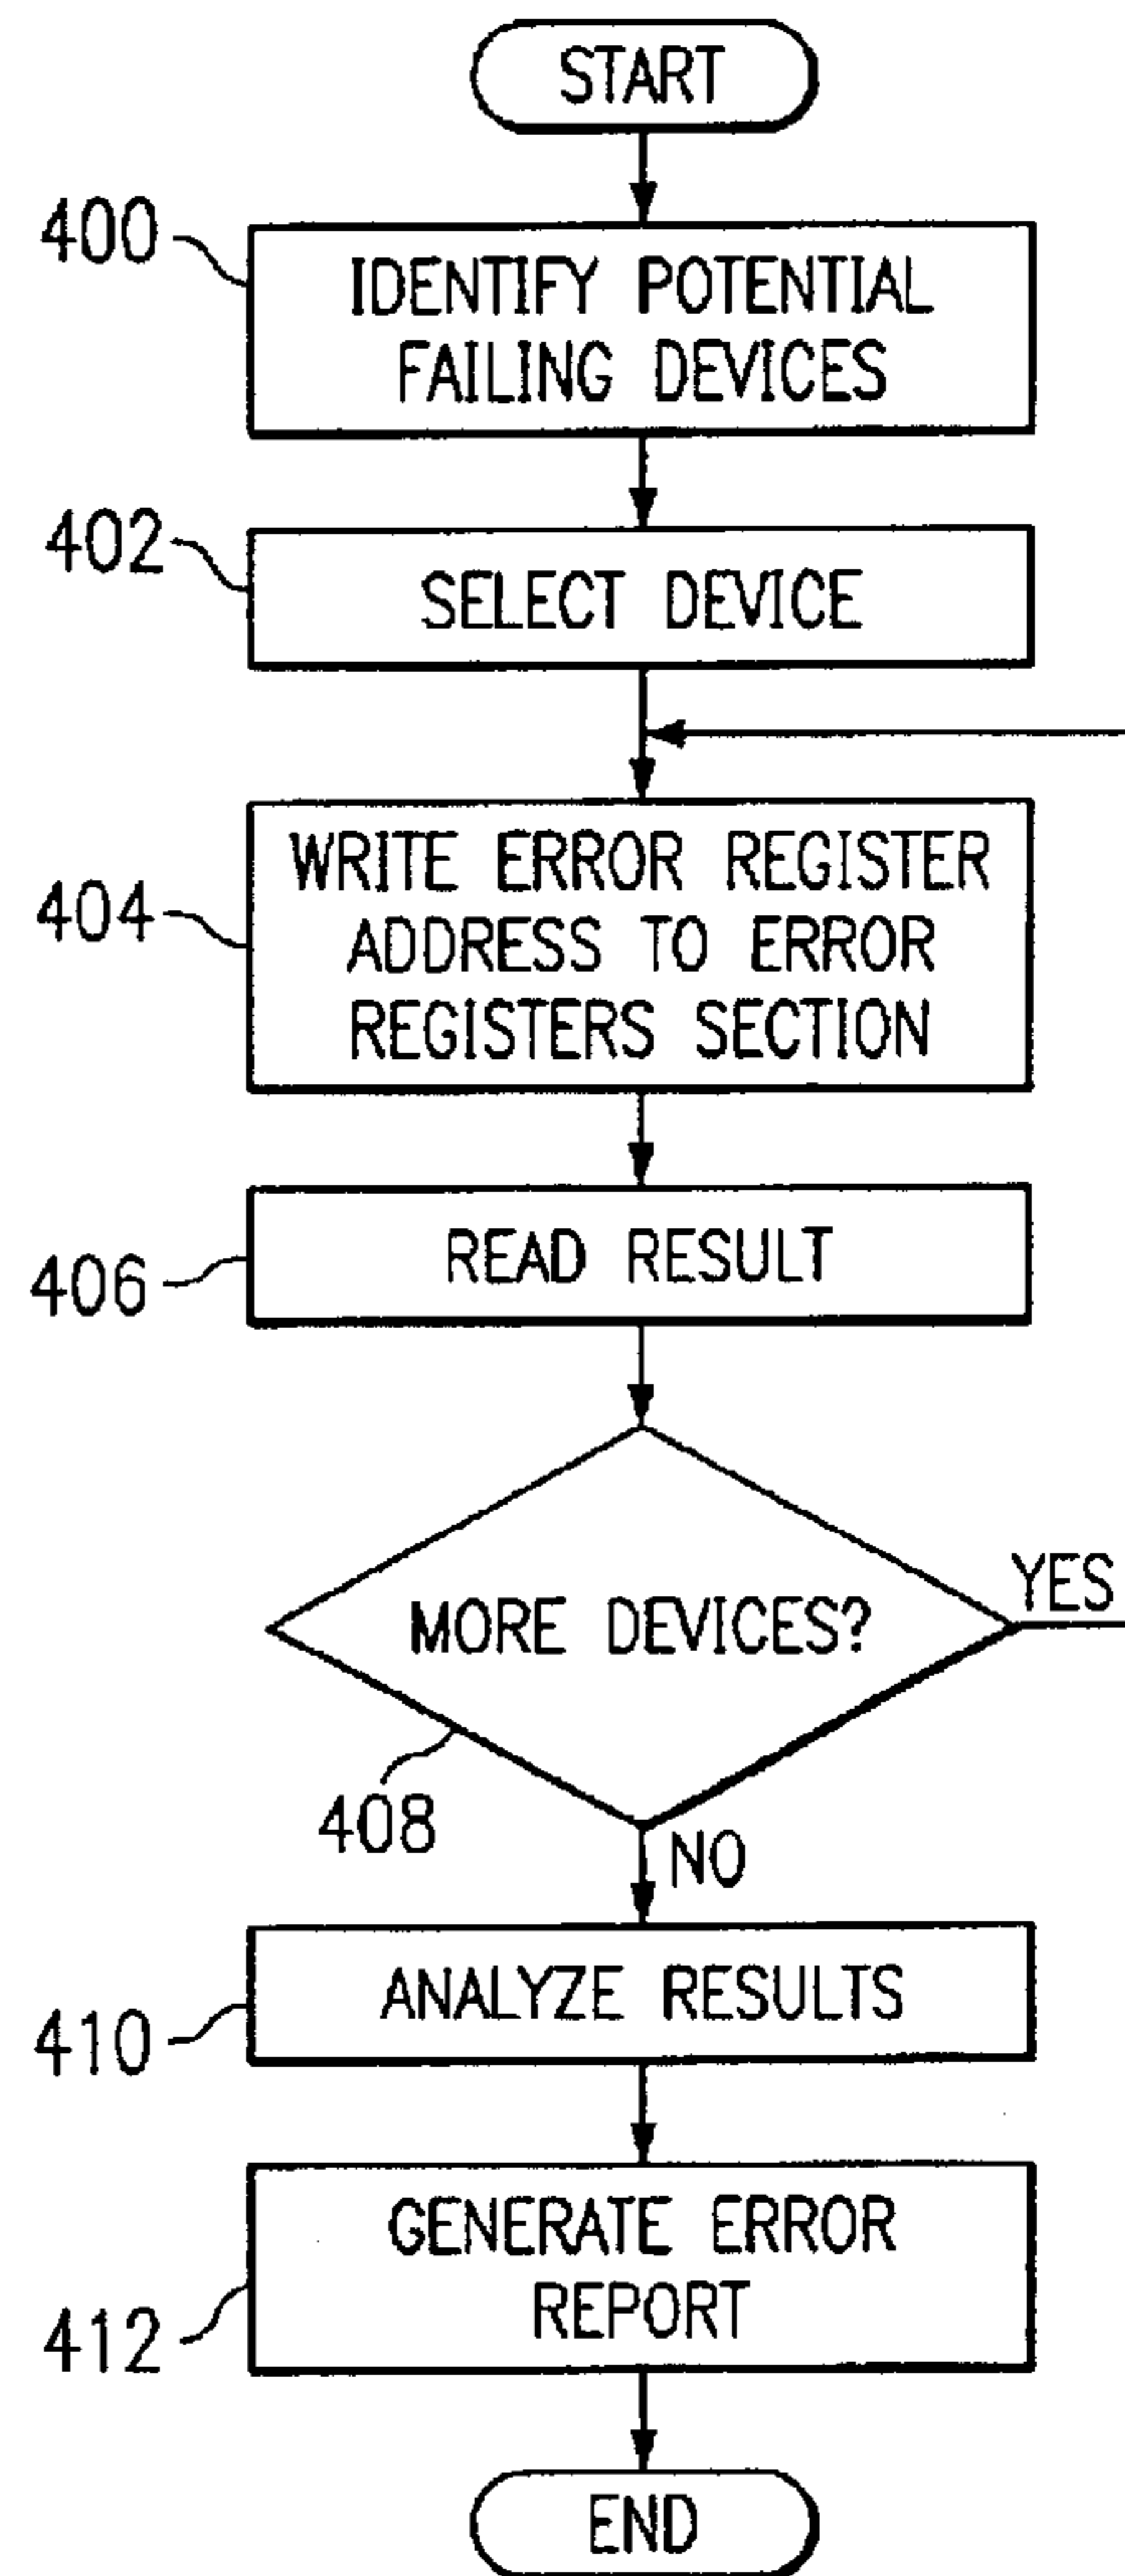 START
400
IDENTIFY POTENTIAL
FAILING DEVICES
402
SELECT DEVICE
404
WRITE ERROR REGISTER
ADDRESS TO ERROR
REGISTERS SECTION
406
READ RESULT
MORE DEVICES?
YES
408
NO
410
ANALYZE RESULTS
412
GENERATE ERROR
REPORT
END